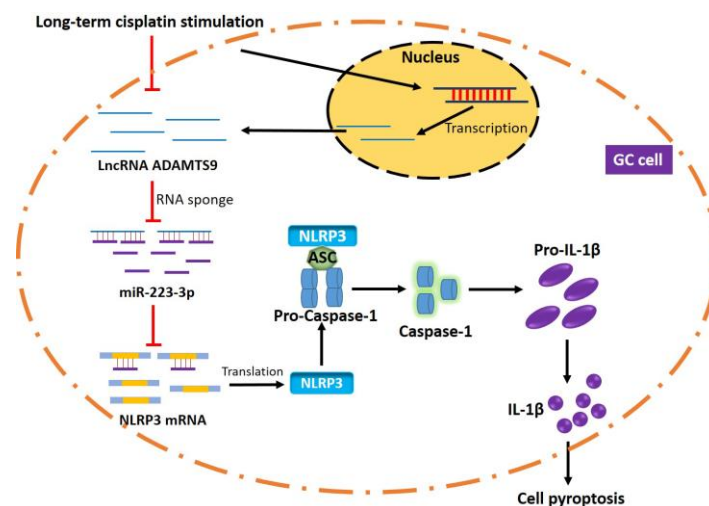 Long-term cisplatin stimulation
Nucleus
Transcription
LncRNA ADAMTS9
GC cell
RNA sponge
NLRP3
ASC
Pro-IL-1β
miR-223-3p
Pro-Caspase-1
Caspase-1
Translation
NLRP3
NLRP3 mRNA
IL-1β
Cell pyroptosis